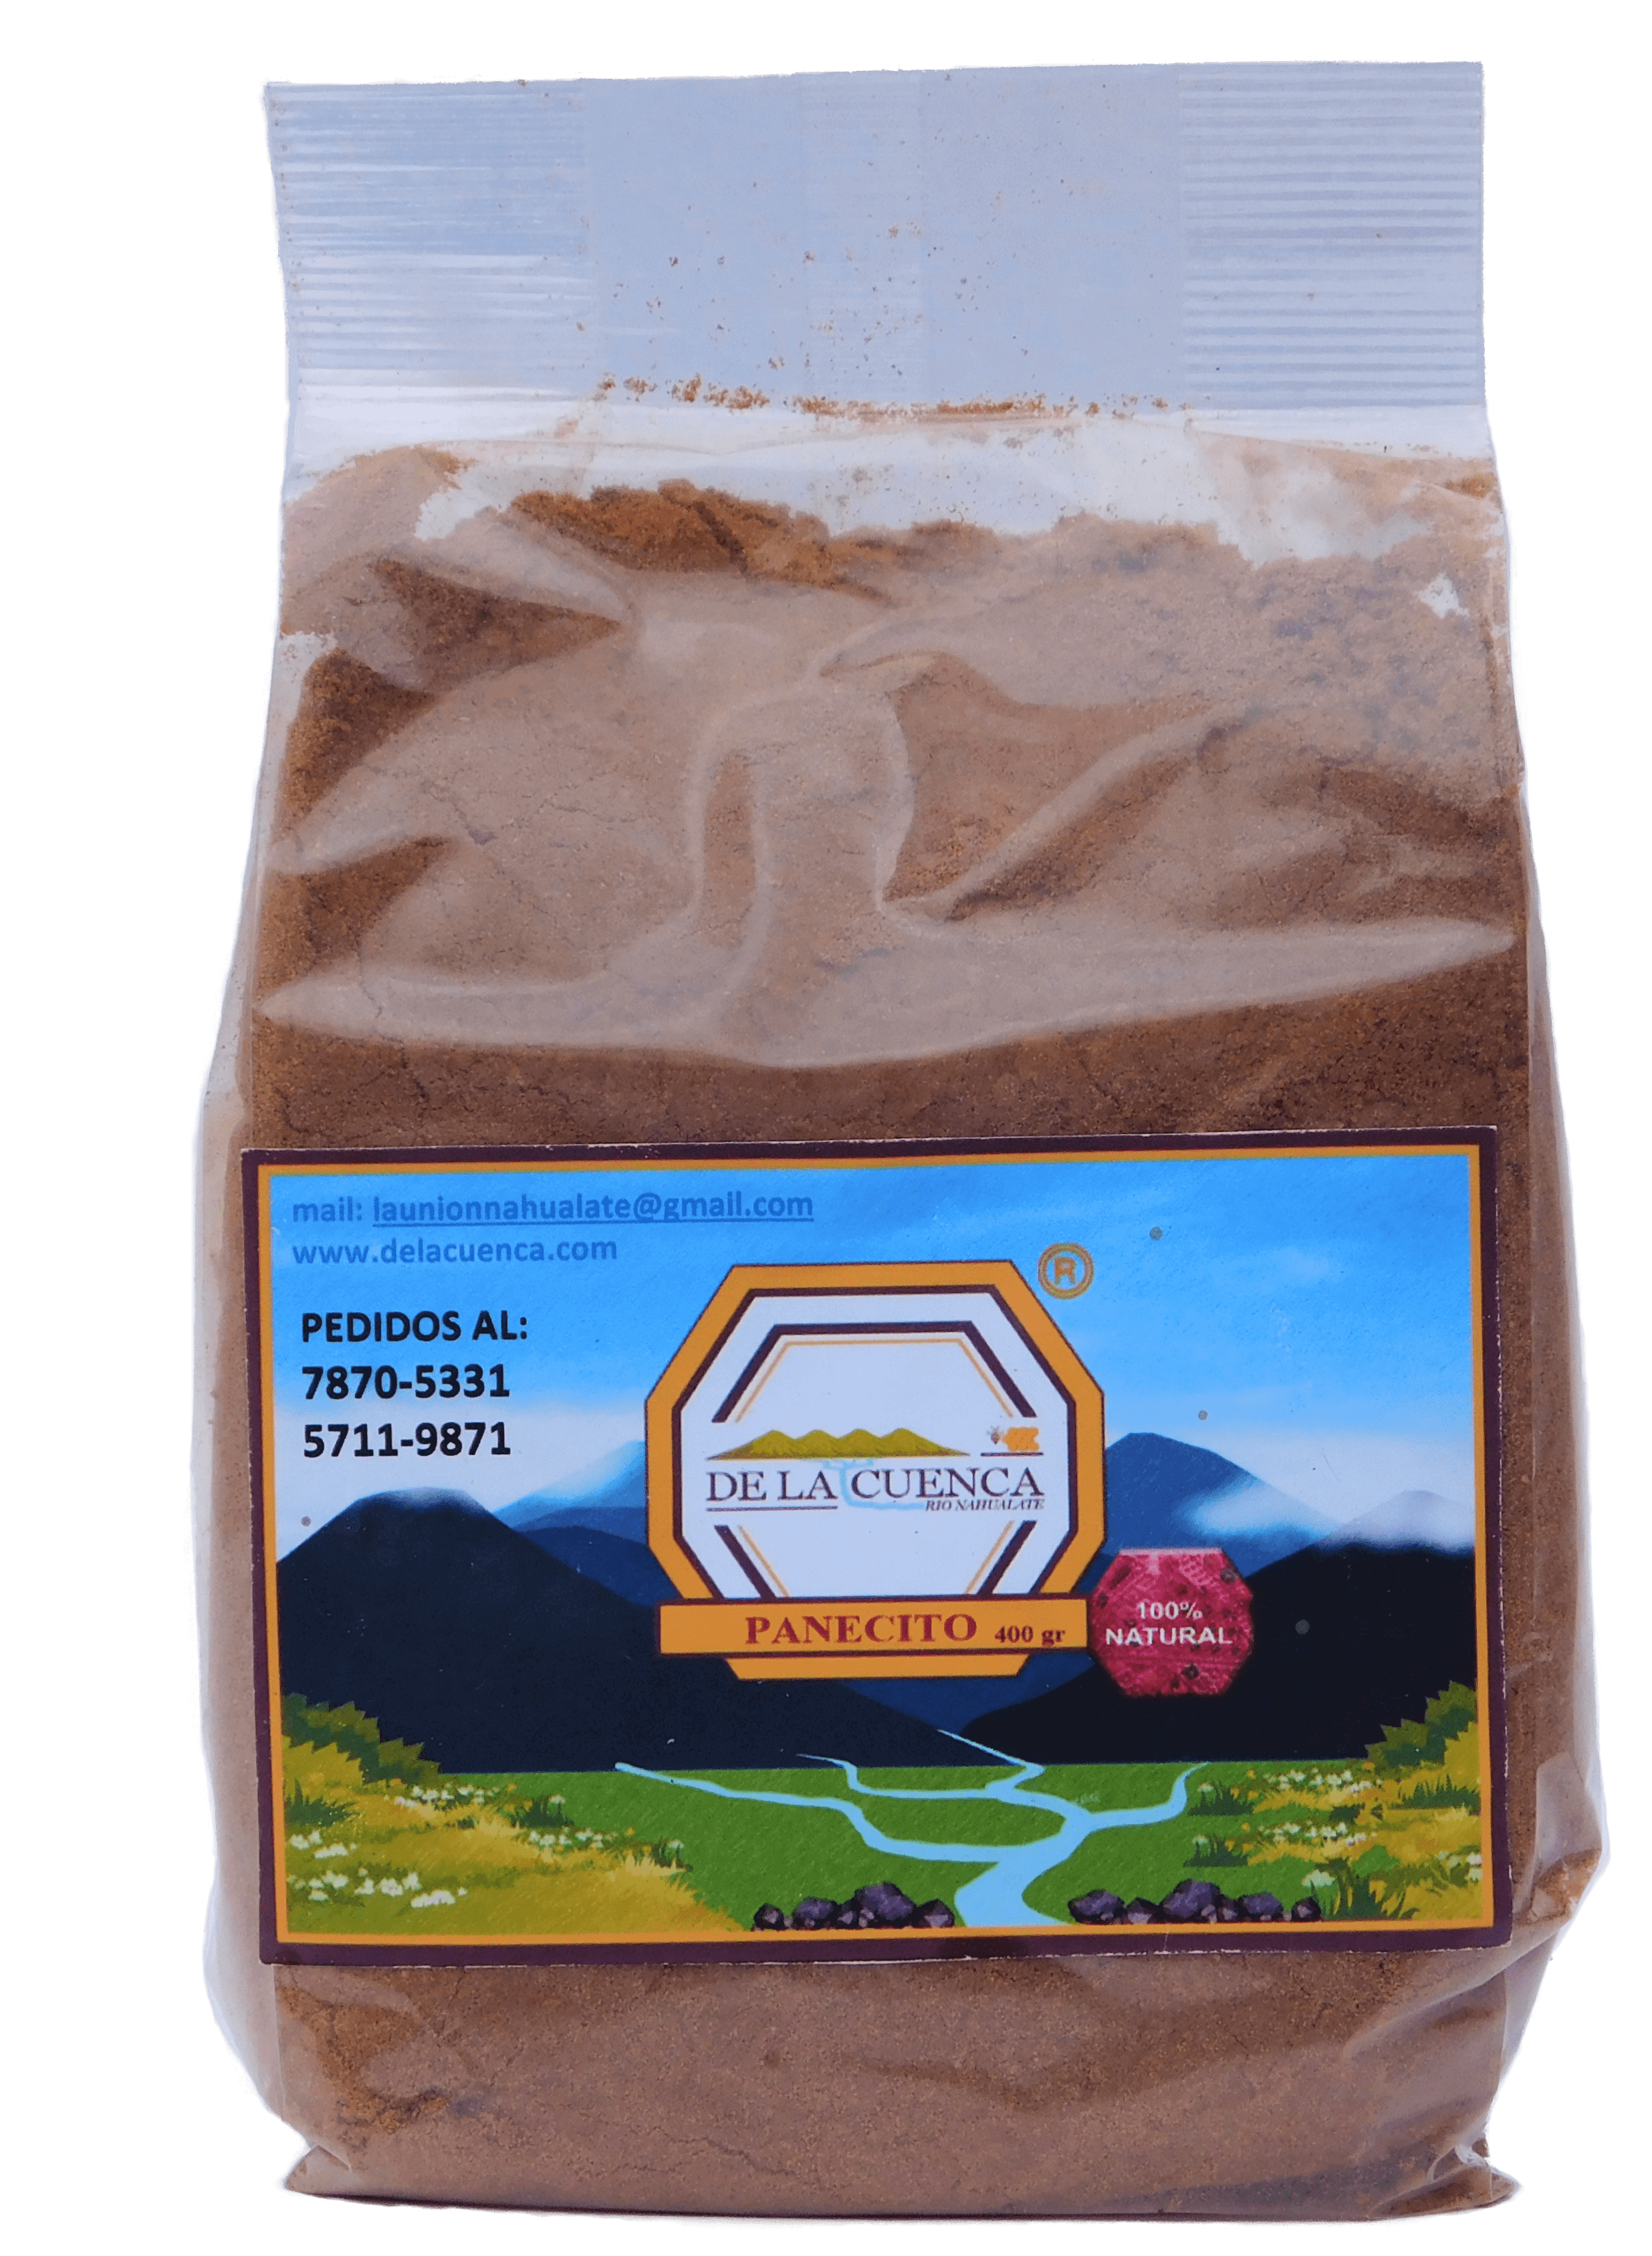 mail: launionnahualate@gmail.com
www.delacuenca.com
PEDIDOS AL:
7870-5331
5711-9871
®
DE LA CUENCA
RIO NAHUALATE
PANECITO 400 gr
100%
NATURAL